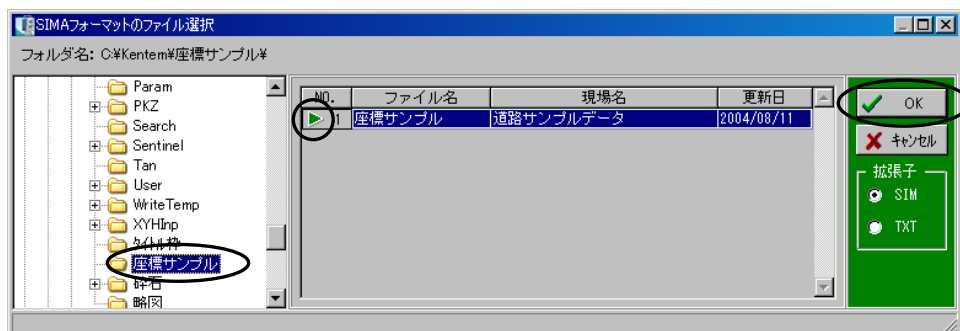 SIMAフォーマットのファイル選択
フォルダ名: C:¥Kentem¥座標サンプル¥
Param
PKZ
Search
Sentinel
Tan
User
WriteTemp
XYHInp
ﾀｲﾄﾙ枠
座標サンプル
砕石
略図
NO. ファイル名 現場名 更新日
1 座標サンプル 道路サンプルデータ 2004/08/11
OK
ｷｬﾝｾﾙ
拡張子
SIM
TXT